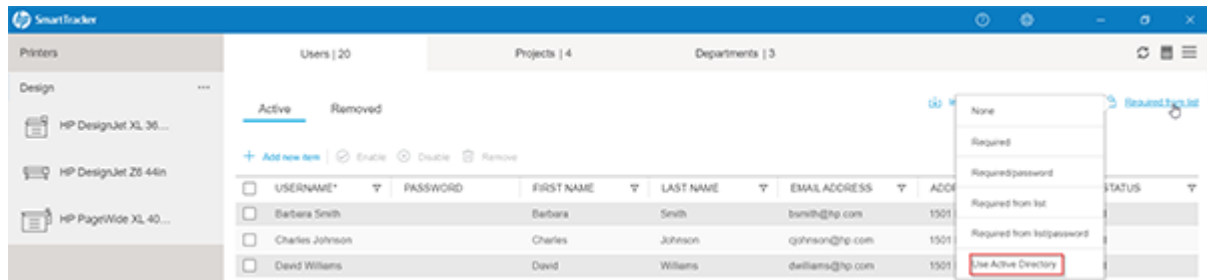 hp SmartTracker
Printers
Users | 20
Projects | 4
Departments | 3
Design
...
Active
Removed
Required from list
None
Required
Required/password
Required from list
Required from list/password
Use Active Directory
HP DesignJet XL 36...
HP DesignJet Z6 44in
HP PageWide XL 40...
+ Add new item
Enable
Disable
Remove
USERNAME*
PASSWORD
FIRST NAME
LAST NAME
EMAIL ADDRESS
STATUS
Barbara Smith
Barbara
Smith
bsmith@hp.com
1501
Charles Johnson
Charles
Johnson
cjohnson@hp.com
1501
David Williams
David
Williams
dwilliams@hp.com
1501